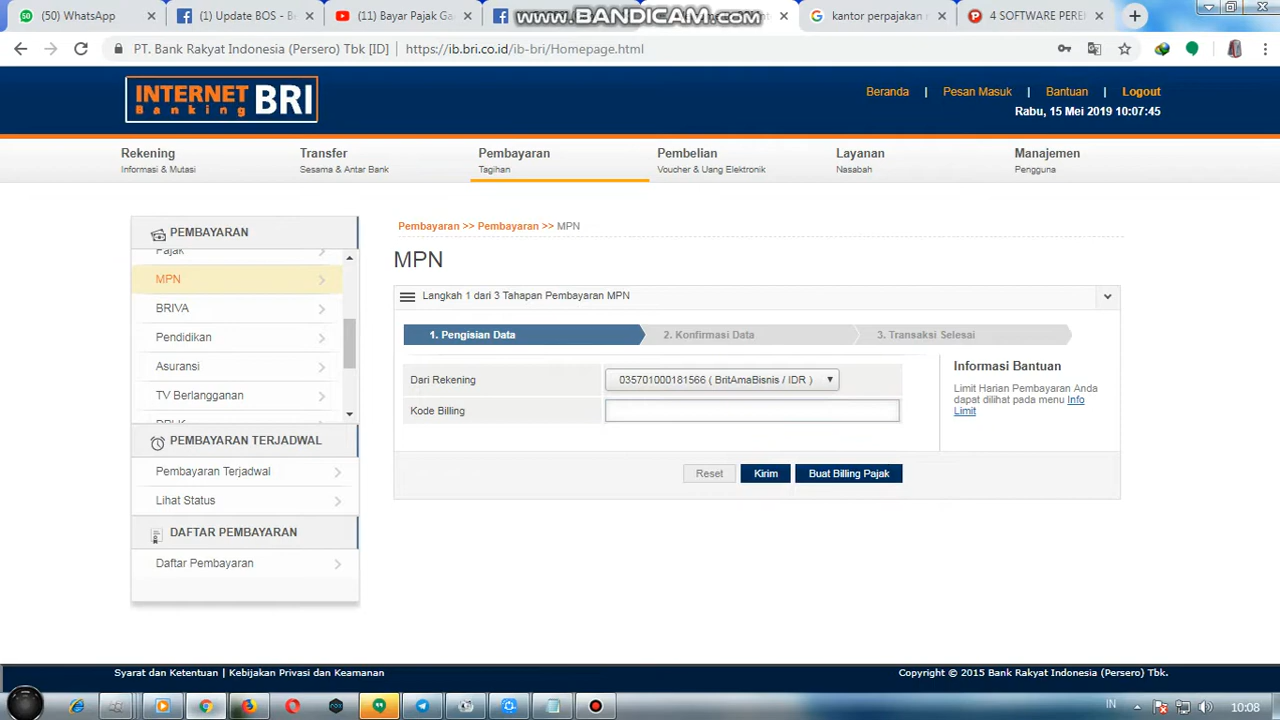 (50) WhatsApp
(1) Update BOS - Be
(11) Bayar Pajak Ga
www.BANDICAM.com
kantor perpajakan
4 SOFTWARE PERE
PT. Bank Rakyat Indonesia (Persero) Tbk [ID] | https://ib.bri.co.id/ib-bri/Homepage.html
INTERNET Banking BRI
Beranda | Pesan Masuk | Bantuan | Logout
Rabu, 15 Mei 2019 10:07:45
Rekening
Informasi & Mutasi
Transfer
Sesama & Antar Bank
Pembayaran
Tagihan
Pembelian
Voucher & Uang Elektronik
Layanan
Nasabah
Manajemen
Pengguna
PEMBAYARAN
Pajak
MPN
BRIVA
Pendidikan
Asuransi
TV Berlangganan
PEMBAYARAN TERJADWAL
Pembayaran Terjadwal
Lihat Status
DAFTAR PEMBAYARAN
Daftar Pembayaran
Pembayaran >> Pembayaran >> MPN
MPN
Langkah 1 dari 3 Tahapan Pembayaran MPN
1. Pengisian Data
2. Konfirmasi Data
3. Transaksi Selesai
Dari Rekening
035701000181566 ( BritAmaBisnis / IDR )
Kode Billing
Informasi Bantuan
Limit Harian Pembayaran Anda
dapat dilihat pada menu Info
Limit
Reset
Kirim
Buat Billing Pajak
Syarat dan Ketentuan | Kebijakan Privasi dan Keamanan
Copyright © 2015 Bank Rakyat Indonesia (Persero) Tbk.
IN
10:08